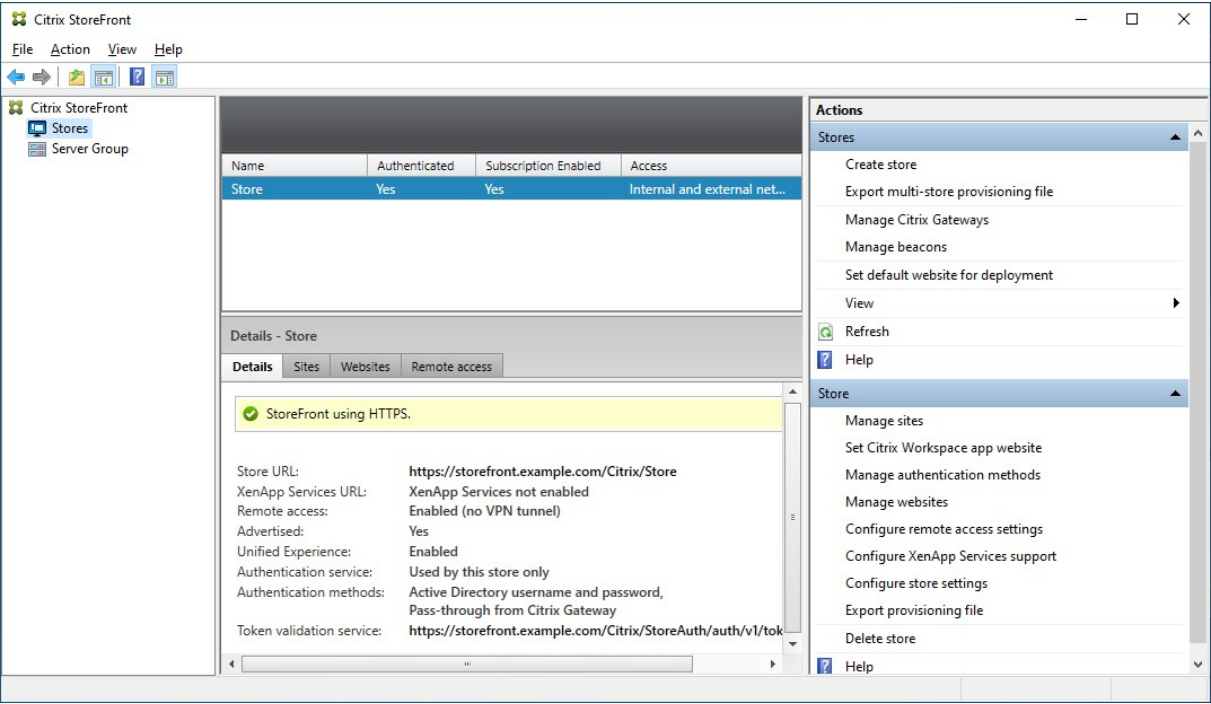 Citrix StoreFront
File Action View Help
Citrix StoreFront
Stores
Server Group
Name Authenticated Subscription Enabled Access
Store Yes Yes Internal and external net...
Details - Store
Details Sites Websites Remote access
StoreFront using HTTPS.
Store URL: https://storefront.example.com/Citrix/Store
XenApp Services URL: XenApp Services not enabled
Remote access: Enabled (no VPN tunnel)
Advertised: Yes
Unified Experience: Enabled
Authentication service: Used by this store only
Authentication methods: Active Directory username and password,
Pass-through from Citrix Gateway
Token validation service: https://storefront.example.com/Citrix/StoreAuth/auth/v1/tok
Actions
Stores
Create store
Export multi-store provisioning file
Manage Citrix Gateways
Manage beacons
Set default website for deployment
View
Refresh
Help
Store
Manage sites
Set Citrix Workspace app website
Manage authentication methods
Manage websites
Configure remote access settings
Configure XenApp Services support
Configure store settings
Export provisioning file
Delete store
Help